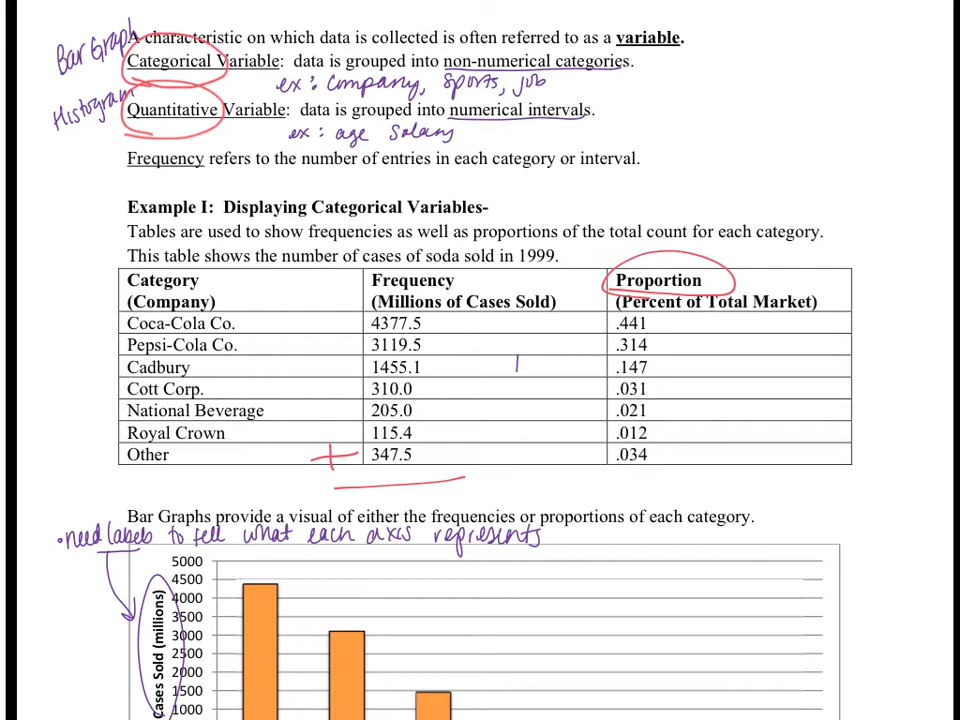 Bar Graph
A characteristic on which data is collected is often referred to as a variable.
Categorical Variable: data is grouped into non-numerical categories.
ex: Company, Sports, job
Histogram
Quantitative Variable: data is grouped into numerical intervals.
ex: age Salary
Frequency refers to the number of entries in each category or interval.
Example I: Displaying Categorical Variables-
Tables are used to show frequencies as well as proportions of the total count for each category.
This table shows the number of cases of soda sold in 1999.
Category Frequency Proportion
(Company) (Millions of Cases Sold) (Percent of Total Market)
Coca-Cola Co. 4377.5 .441
Pepsi-Cola Co. 3119.5 .314
Cadbury 1455.1 .147
Cott Corp. 310.0 .031
National Beverage 205.0 .021
Royal Crown 115.4 .012
Other + 347.5 .034
Bar Graphs provide a visual of either the frequencies or proportions of each category.
•need labels to tell what each axis represents
5000
4500
4000
3500
3000
2500
2000
1500
1000
Cases Sold (millions)